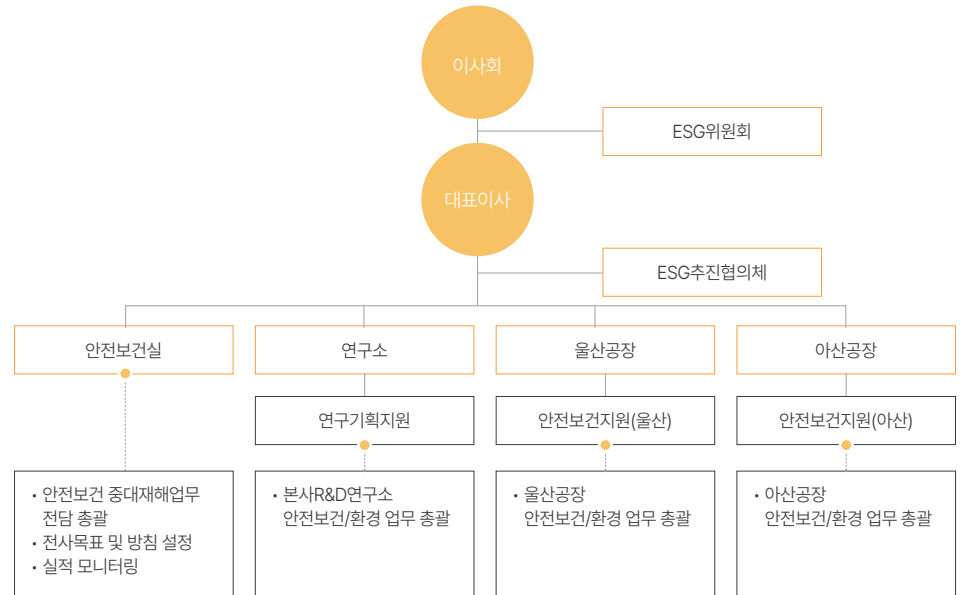 이사회
ESG위원회
대표이사
ESG추진협의체
안전보건실
연구소
울산공장
아산공장
연구기획지원
안전보건지원(울산)
안전보건지원(아산)
• 안전보건 중대재해업무
전담 총괄
• 전사목표 및 방침 설정
• 실적 모니터링
• 본사R&D연구소
안전보건/환경 업무 총괄
• 울산공장
안전보건/환경 업무 총괄
• 아산공장
안전보건/환경 업무 총괄